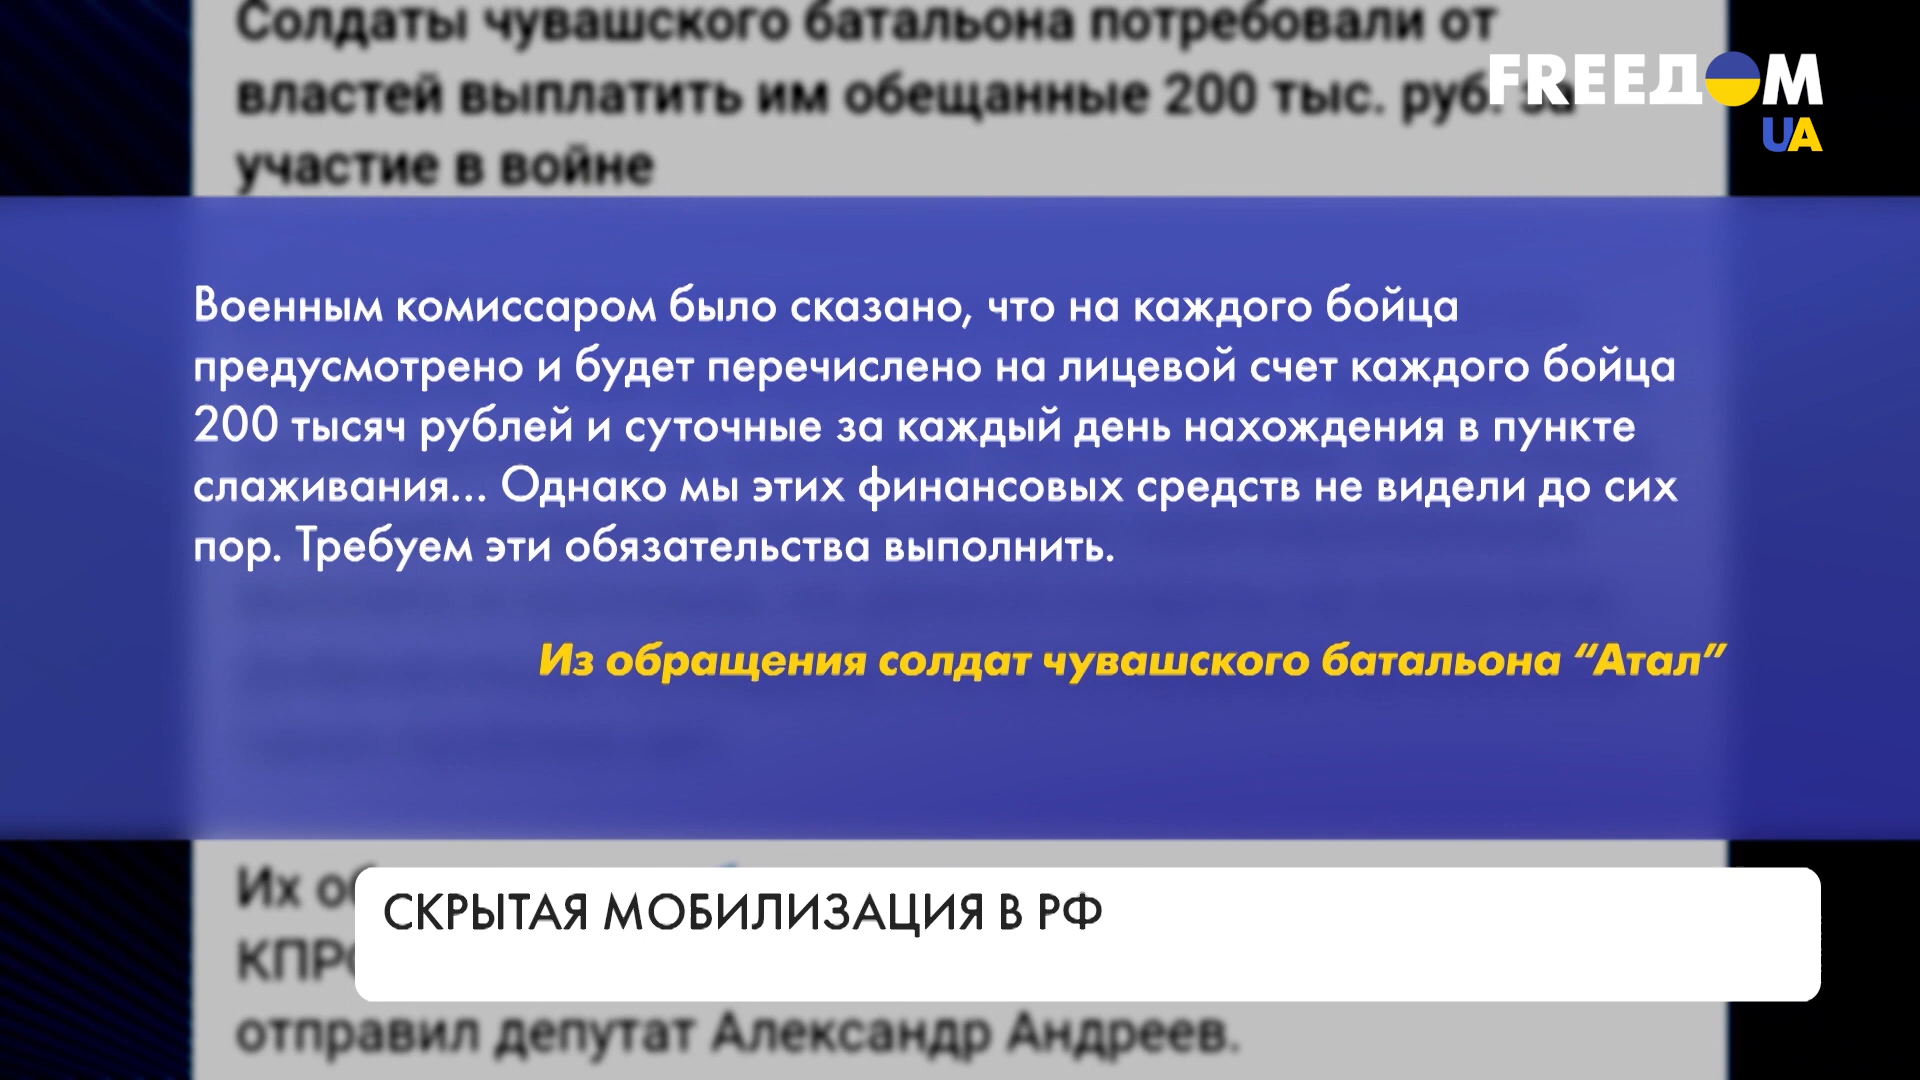 Солдаты чувашского батальона потребовали от
FREEДOM
властей выплатить им обещанные 200 тыс. руб. за
UA
участие в войне
Военным комиссаром было сказано, что на каждого бойца
предусмотрено и будет перечислено на лицевой счет каждого бойца
200 тысяч рублей и суточные за каждый день нахождения в пункте
слаживания... Однако мы этих финансовых средств не видели до сих
пор. Требуем эти обязательства выполнить.
Из обращения солдат чувашского батальона “Атал”
Их
СКРЫТАЯ МОБИЛИЗАЦИЯ В РФ
отправил депутат Александр Андреев.